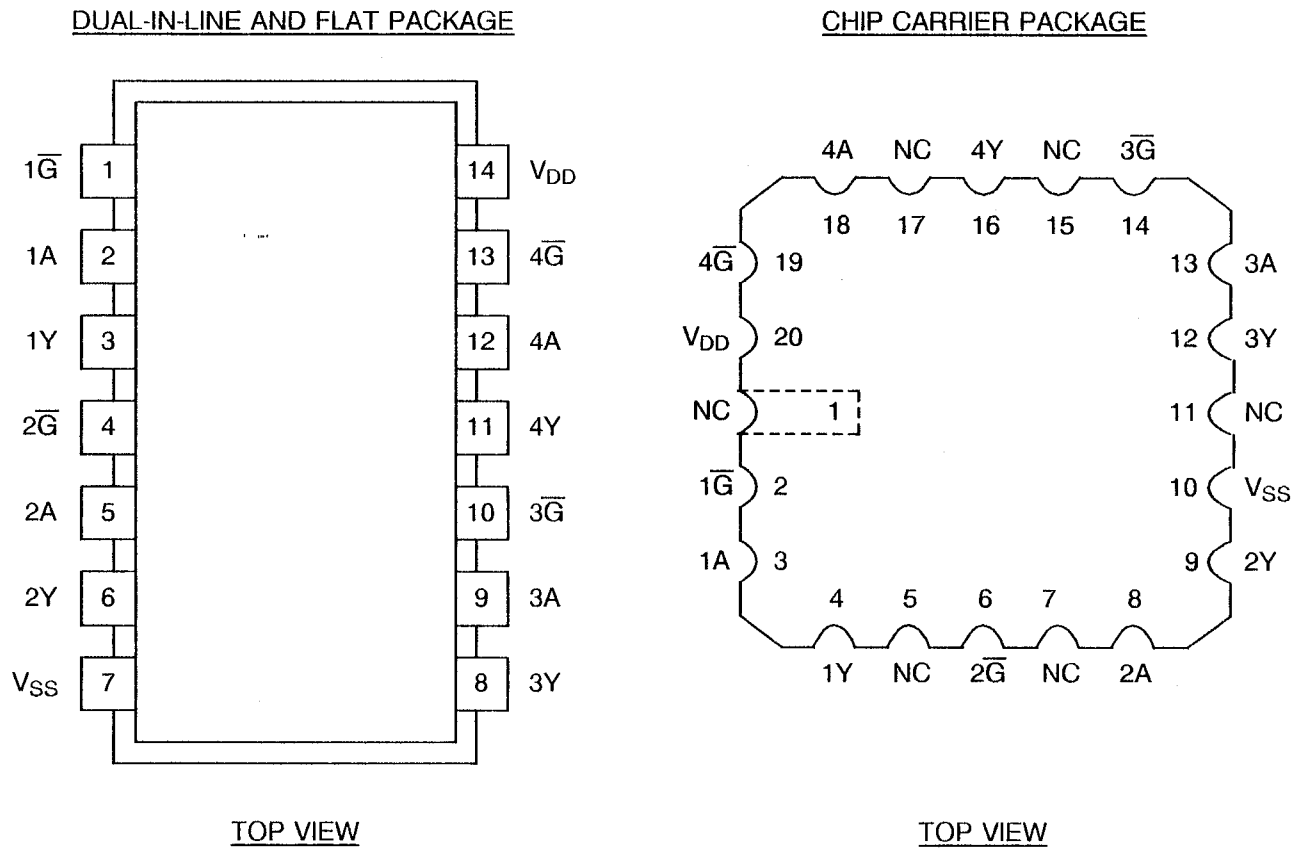 DUAL-IN-LINE AND FLAT PACKAGE
1G̅ 1 14 VDD
1A 2 13 4G̅
1Y 3 12 4A
2G̅ 4 11 4Y
2A 5 10 3G̅
2Y 6 9 3A
VSS 7 8 3Y
TOP VIEW
CHIP CARRIER PACKAGE
4A NC 4Y NC 3G̅
18 17 16 15 14
4G̅ 19 13 3A
VDD 20 12 3Y
NC 1 11 NC
1G̅ 2 10 VSS
1A 3 9 2Y
4 5 6 7 8
1Y NC 2G̅ NC 2A
TOP VIEW